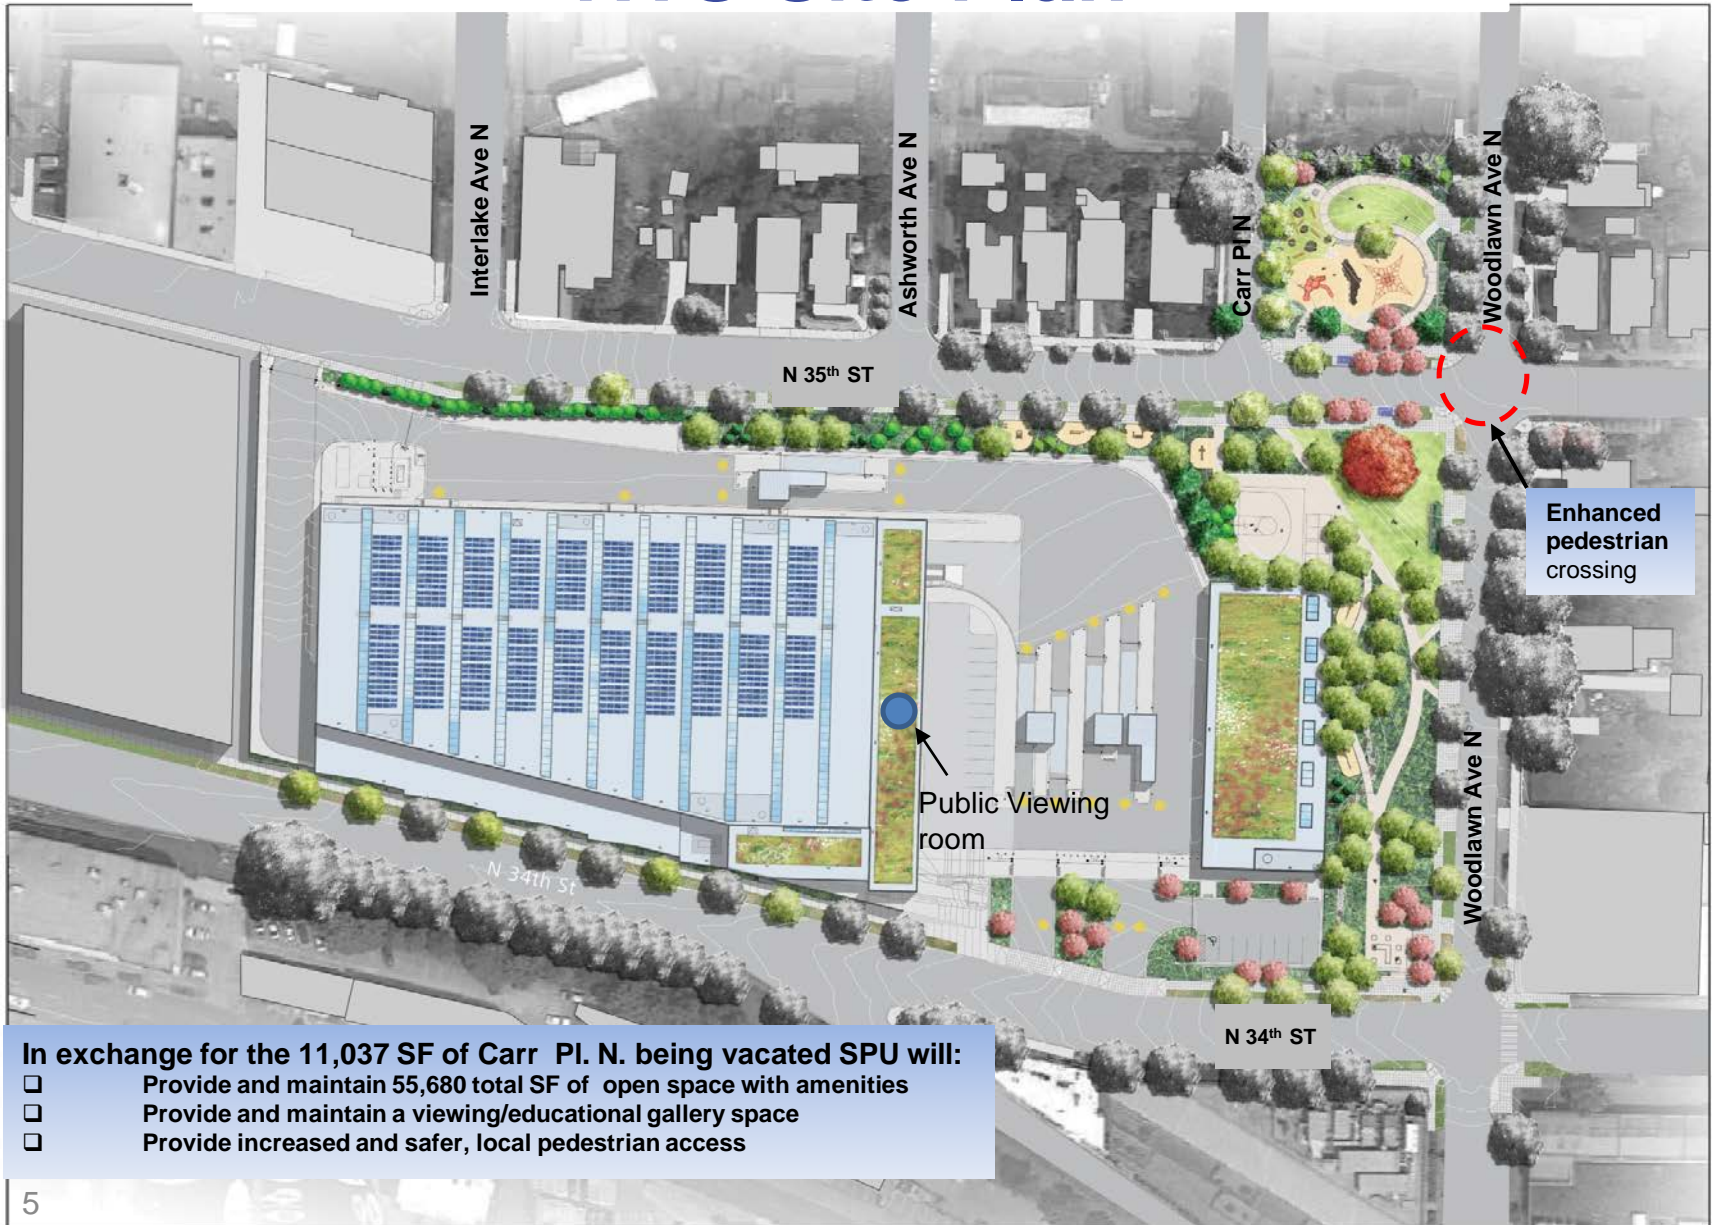 Site Plan
Interlake Ave N
Ashworth Ave N
Carr Pl N
Woodlawn Ave N
N 35th ST
Enhanced
pedestrian
crossing
Public Viewing
room
Woodlawn Ave N
N 34th St
N 34th ST
In exchange for the 11,037 SF of Carr Pl. N. being vacated SPU will:
❑ Provide and maintain 55,680 total SF of open space with amenities
❑ Provide and maintain a viewing/educational gallery space
❑ Provide increased and safer, local pedestrian access
5